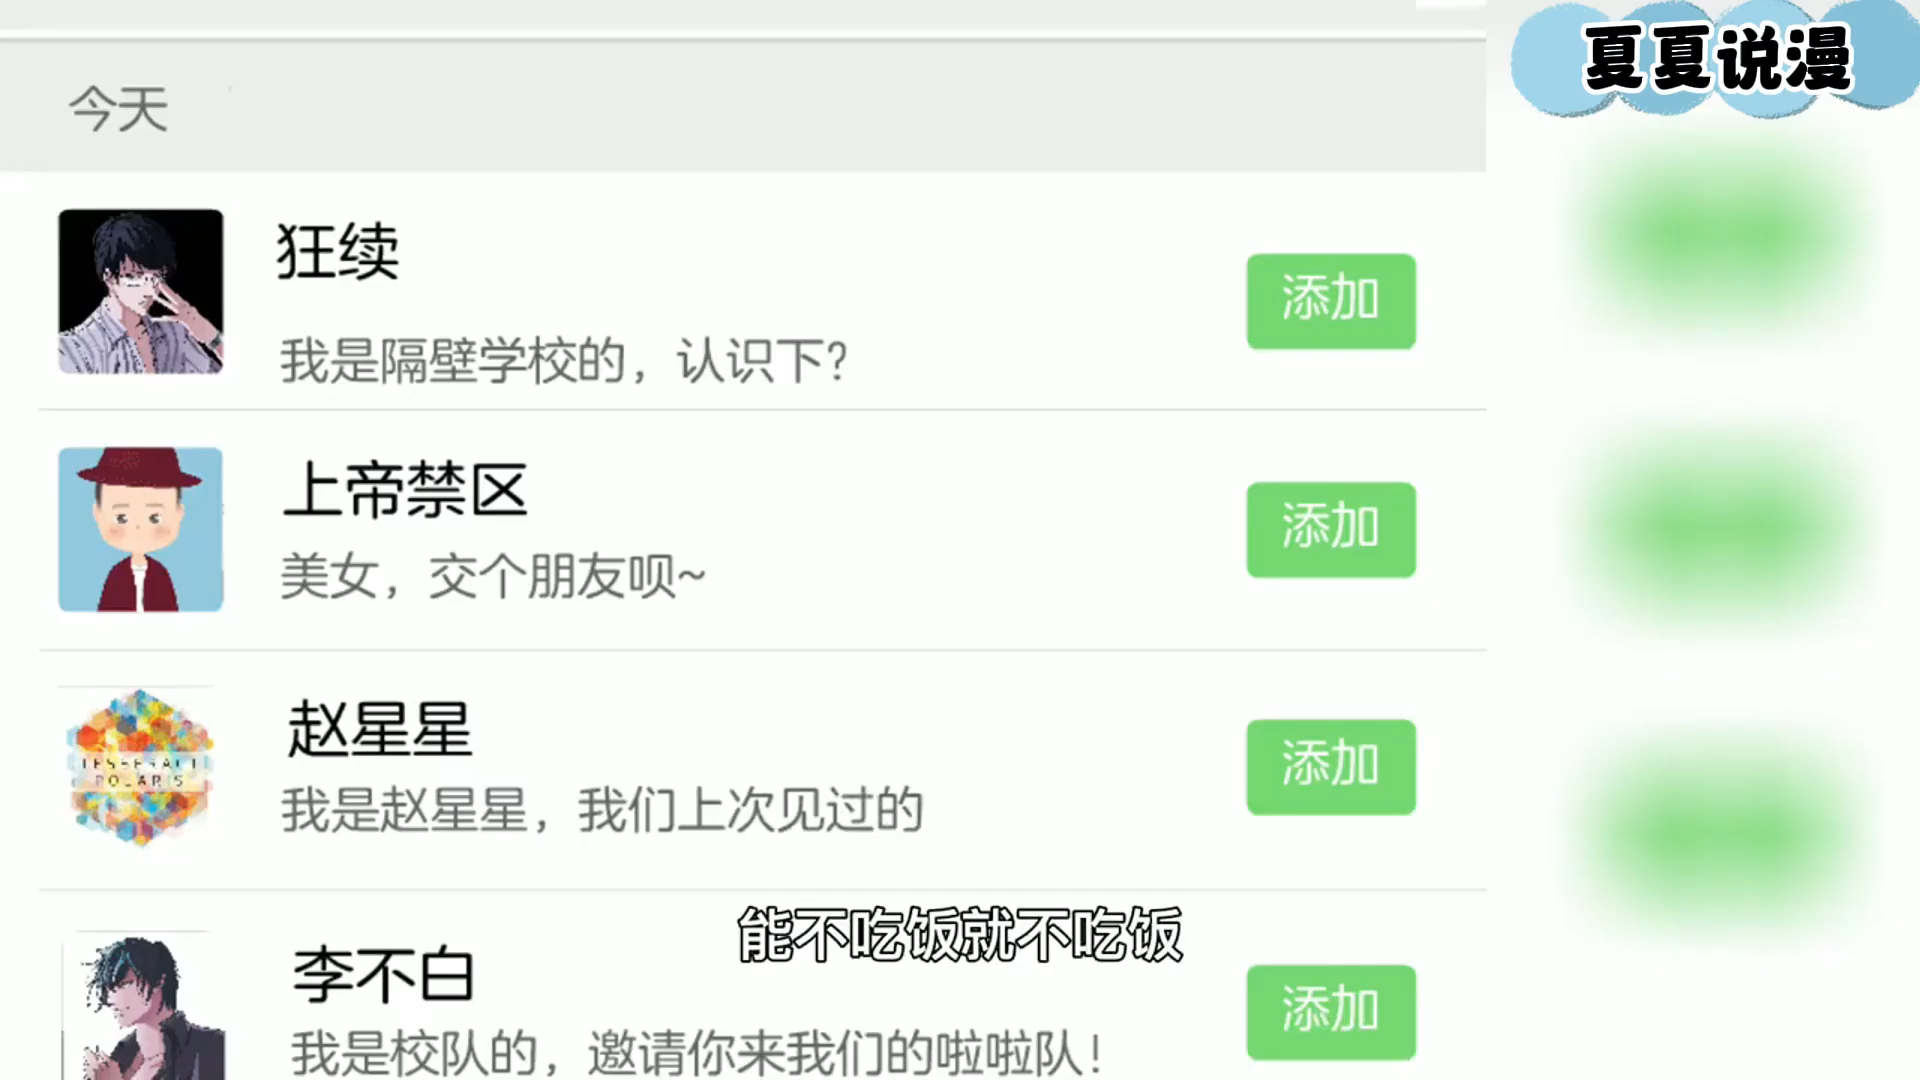 夏夏说漫
今天
狂续
我是隔壁学校的，认识下？
添加
上帝禁区
美女，交个朋友呗~
添加
赵星星
我是赵星星，我们上次见过的
添加
TESSERACT
POLARIS
能不吃饭就不吃饭
李不白
我是校队的，邀请你来我们的啦啦队！
添加